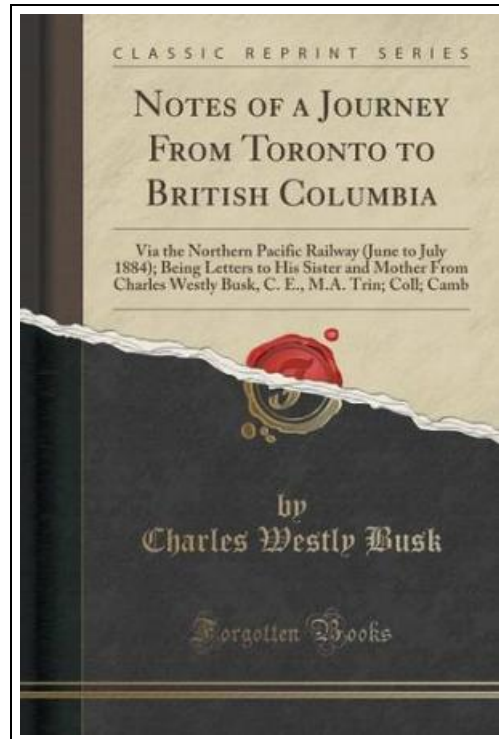 CLASSIC REPRINT SERIES
NOTES OF A JOURNEY
FROM TORONTO TO
BRITISH COLUMBIA
Via the Northern Pacific Railway (June to July
1884); Being Letters to His Sister and Mother From
Charles Westly Busk, C. E., M.A. Trin; Coll; Camb
by
Charles Westly Busk
Forgotten Books